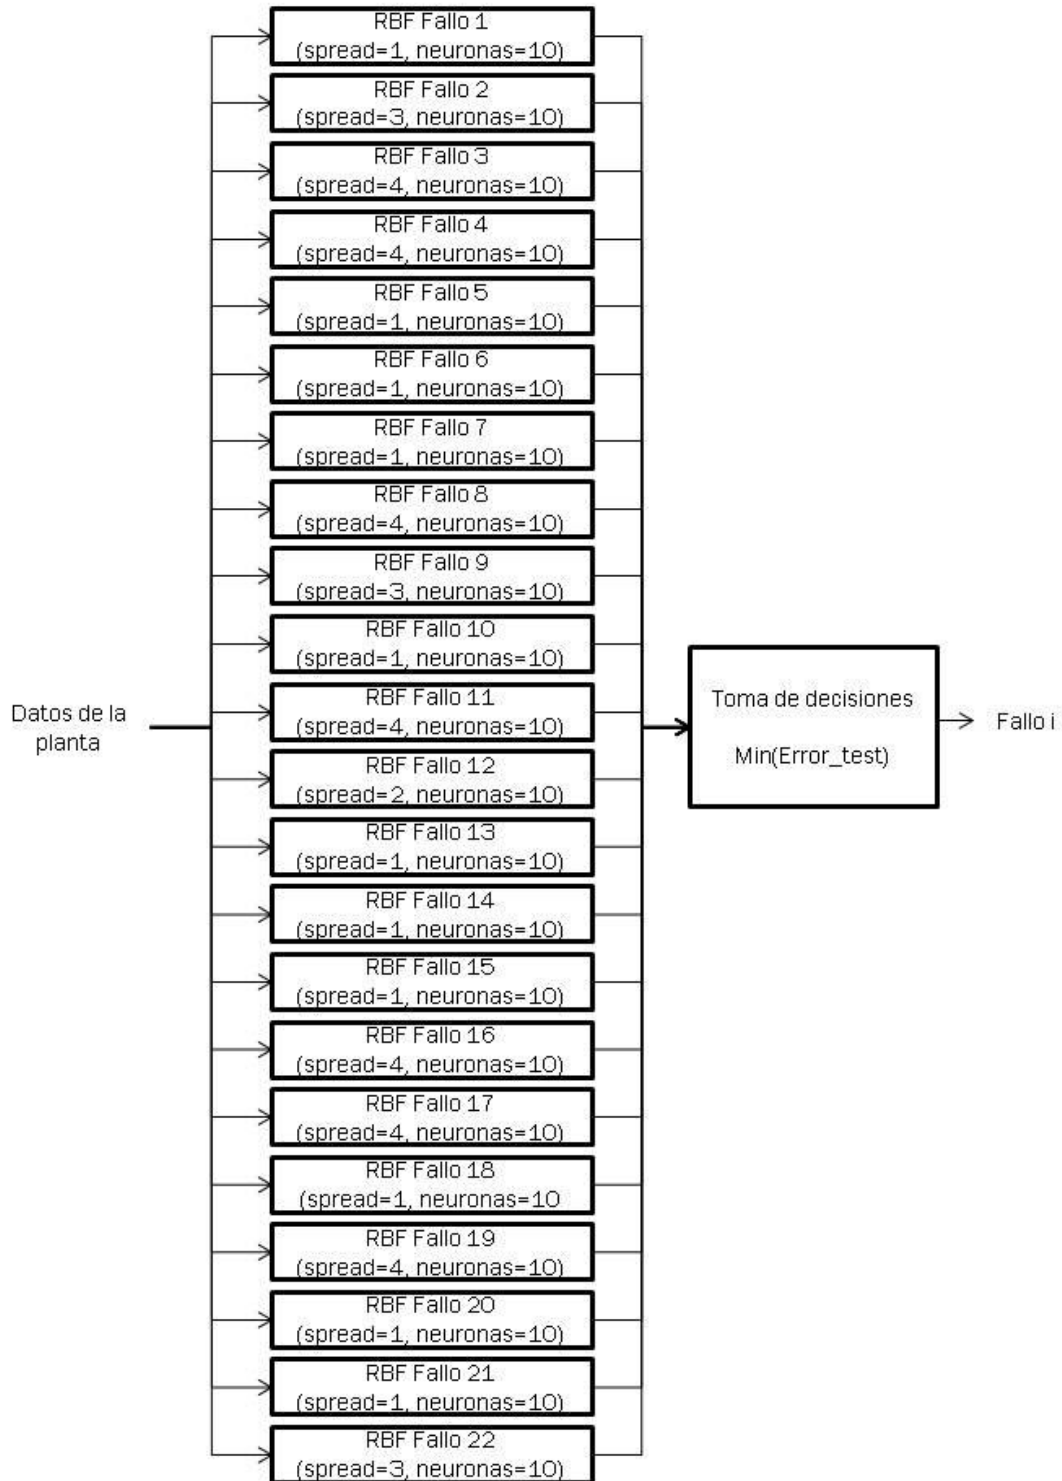 RBF Fallo 1
(spread=1, neuronas=10)
RBF Fallo 2
(spread=3, neuronas=10)
RBF Fallo 3
(spread=4, neuronas=10)
RBF Fallo 4
(spread=4, neuronas=10)
RBF Fallo 5
(spread=1, neuronas=10)
RBF Fallo 6
(spread=1, neuronas=10)
RBF Fallo 7
(spread=1, neuronas=10)
RBF Fallo 8
(spread=4, neuronas=10)
RBF Fallo 9
(spread=3, neuronas=10)
RBF Fallo 10
(spread=1, neuronas=10)
RBF Fallo 11
(spread=4, neuronas=10)
RBF Fallo 12
(spread=2, neuronas=10)
RBF Fallo 13
(spread=1, neuronas=10)
RBF Fallo 14
(spread=1, neuronas=10)
RBF Fallo 15
(spread=1, neuronas=10)
RBF Fallo 16
(spread=4, neuronas=10)
RBF Fallo 17
(spread=4, neuronas=10)
RBF Fallo 18
(spread=1, neuronas=10
RBF Fallo 19
(spread=4, neuronas=10)
RBF Fallo 20
(spread=1, neuronas=10)
RBF Fallo 21
(spread=1, neuronas=10)
RBF Fallo 22
(spread=3, neuronas=10)
Datos de la
planta
Toma de decisiones
Min(Error_test)
Fallo i